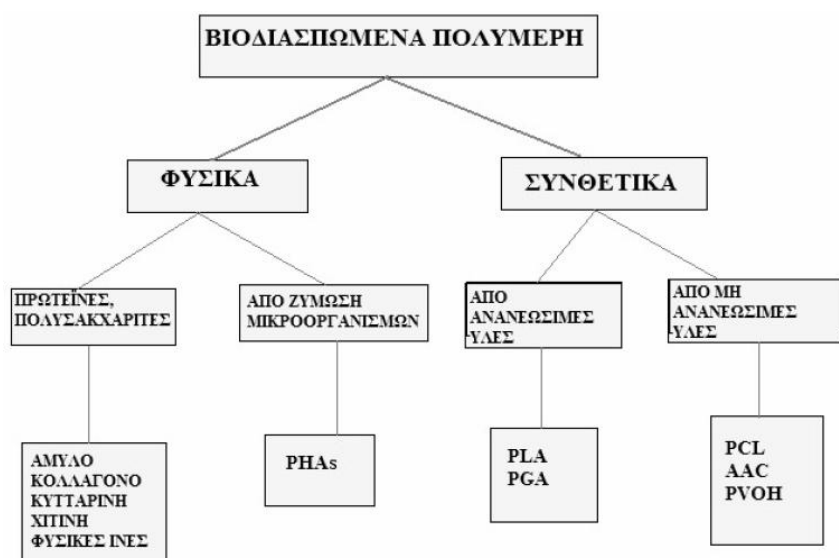 ΒΙΟΔΙΑΣΠΩΜΕΝΑ ΠΟΛΥΜΕΡΗ
ΦΥΣΙΚΑ
ΣΥΝΘΕΤΙΚΑ
ΠΡΩΤΕΪΝΕΣ,
ΠΟΛΥΣΑΚΧΑΡΙΤΕΣ
ΑΠΟ ΖΥΜΩΣΗ
ΜΙΚΡΟΟΡΓΑΝΙΣΜΩΝ
ΑΠΟ
ΑΝΑΝΕΩΣΙΜΕΣ
ΥΛΕΣ
ΑΠΟ ΜΗ
ΑΝΑΝΕΩΣΙΜΕΣ
ΥΛΕΣ
ΑΜΥΛΟ
ΚΟΛΛΑΓΟΝΟ
ΚΥΤΤΑΡΙΝΗ
ΧΙΤΙΝΗ
ΦΥΣΙΚΕΣ ΙΝΕΣ
PHAs
PLA
PGA
PCL
AAC
PVOH